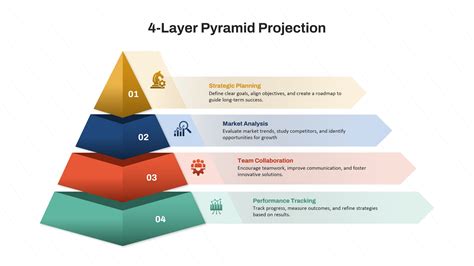 4-Layer Pyramid Projection
01
Strategic Planning
Define clear goals, align objectives, and create a roadmap to
guide long-term success.
02
Market Analysis
Evaluate market trends, study competitors, and identify
opportunities for growth
03
Team Collaboration
Encourage teamwork, improve communication, and foster
innovative solutions.
04
Performance Tracking
Track progress, measure outcomes, and refine strategies
based on results.